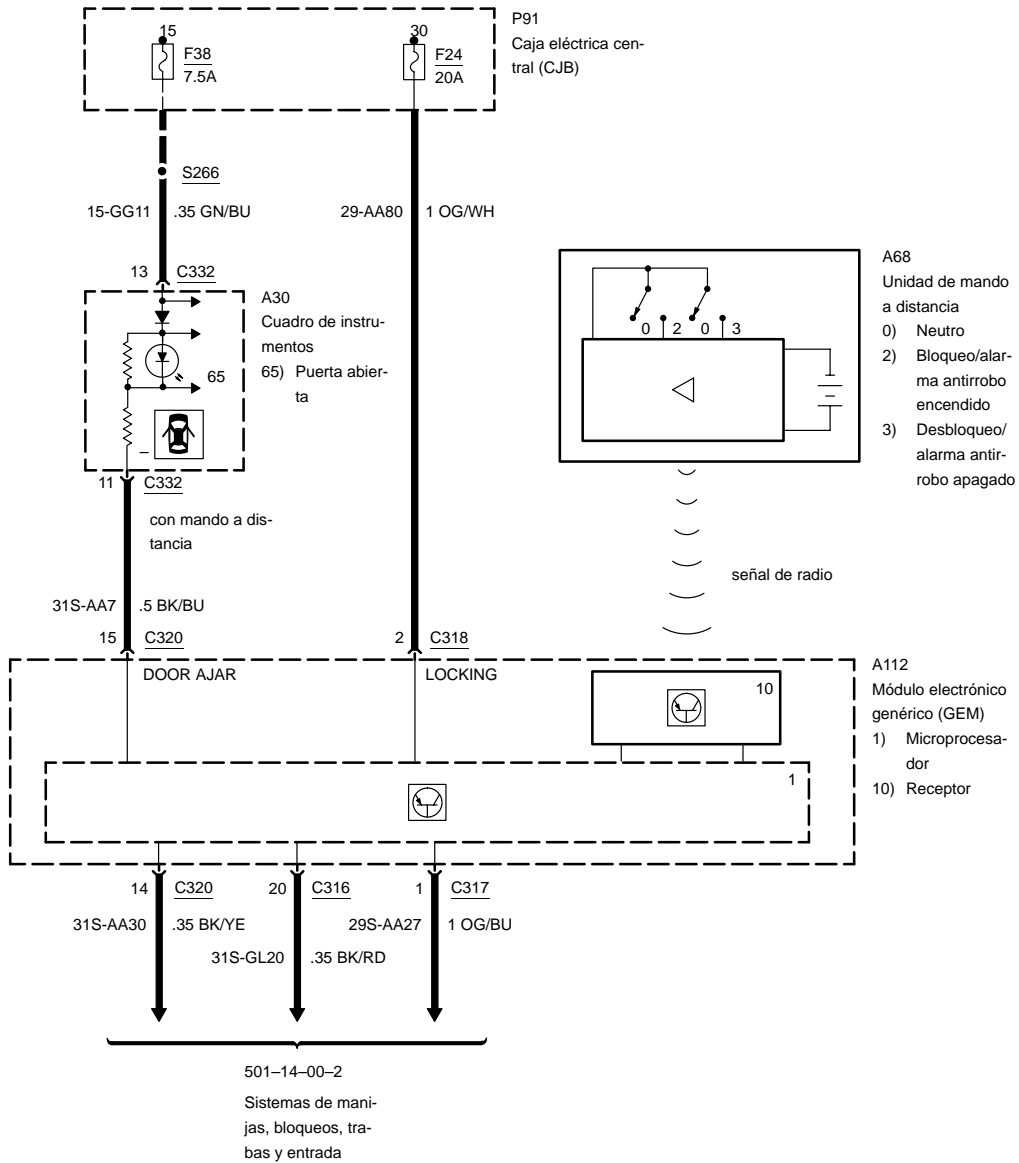 15
F38
7.5A
30
F24
20A
P91
Caja eléctrica cen-
tral (CJB)
S266
15-GG11 .35 GN/BU
29-AA80 1 OG/WH
13 C332
A30
Cuadro de instru-
mentos
65) Puerta abier-
ta
65
–
11 C332
con mando a dis-
tancia
31S-AA7 .5 BK/BU
15 C320
2 C318
0 2 0 3
A68
Unidad de mando
a distancia
0) Neutro
2) Bloqueo/alar-
ma antirrobo
encendido
3) Desbloqueo/
alarma antir-
robo apagado
señal de radio
DOOR AJAR
LOCKING
10
1
A112
Módulo electrónico
genérico (GEM)
1) Microprocesa-
dor
10) Receptor
14 C320
20 C316
1 C317
31S-AA30 .35 BK/YE
29S-AA27 1 OG/BU
31S-GL20 .35 BK/RD
501–14–00–2
Sistemas de mani-
jas, bloqueos, tra-
bas y entrada